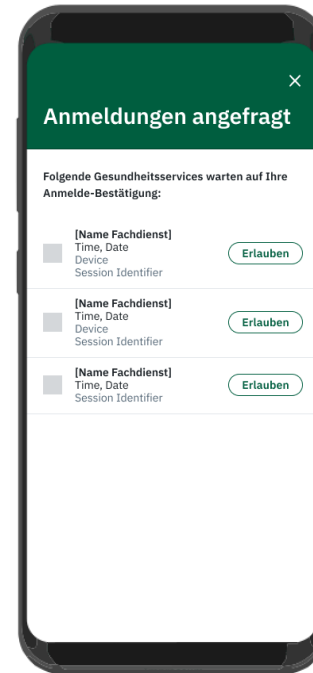 Anmeldungen angefragt
Folgende Gesundheitsservices warten auf Ihre
Anmelde-Bestätigung:
[Name Fachdienst]
Time, Date
Device
Session Identifier
Erlauben
[Name Fachdienst]
Time, Date
Device
Session Identifier
Erlauben
[Name Fachdienst]
Time, Date
Session Identifier
Erlauben